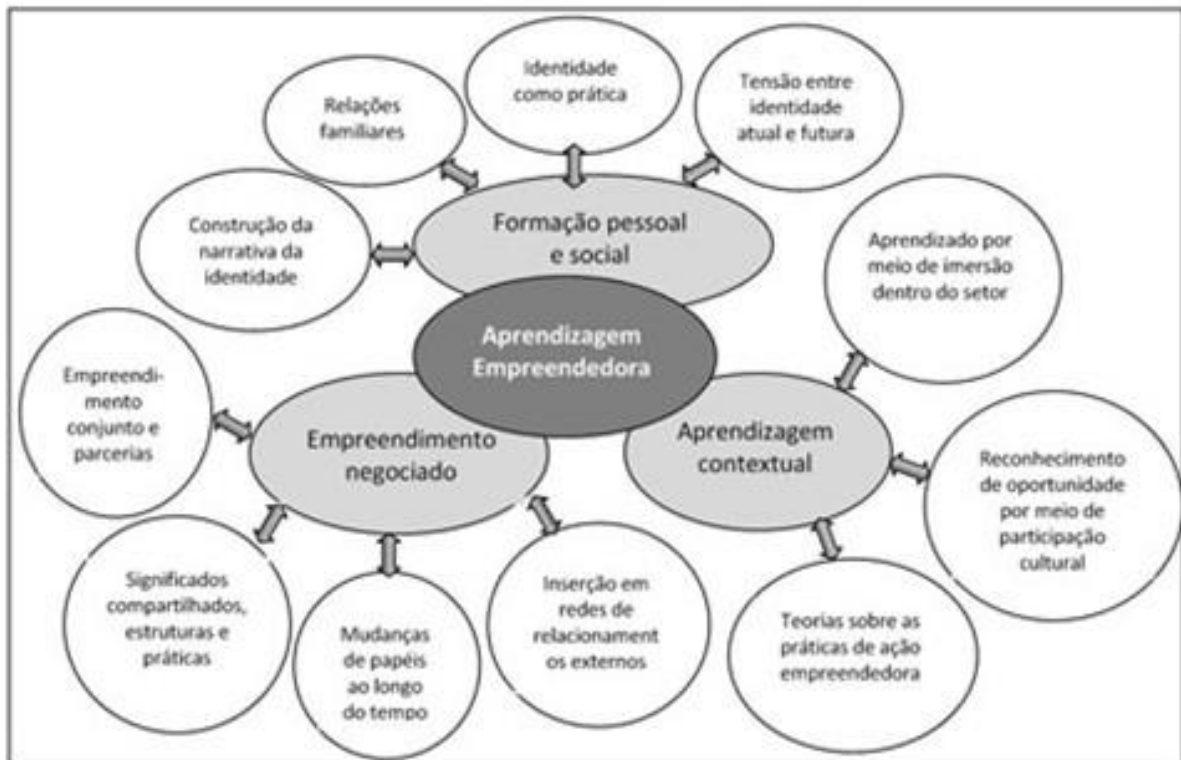 Identidade
como prática
Tensão entre
identidade
atual e futura
Relações
familiares
Construção da
narrativa da
identidade
Formação pessoal
e social
Aprendizado por
meio de imersão
dentro do setor
Aprendizagem
Empreendedora
Empreendi-
mento
conjunto e
parcerias
Empreendimento
negociado
Aprendizagem
contextual
Reconhecimento
de oportunidade
por meio de
participação
cultural
Significados
compartilhados,
estruturas e
práticas
Mudanças
de papéis
ao longo
do tempo
Inserção em
redes de
relacionament
os externos
Teorias sobre as
práticas de ação
empreendedora